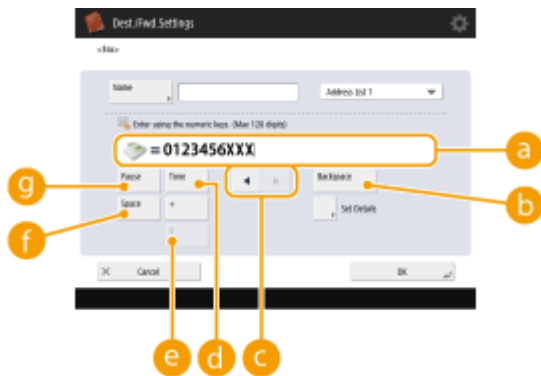 Dest./Fwd Settings
<Fax>
Name
Address List 1
Enter using the numeric keys. (Max 120 digits)
= 0123456XXX
a
Pause
Tone
Backspace
g
b
Space
+
Set Details
f
Cancel
OK
e
d
c